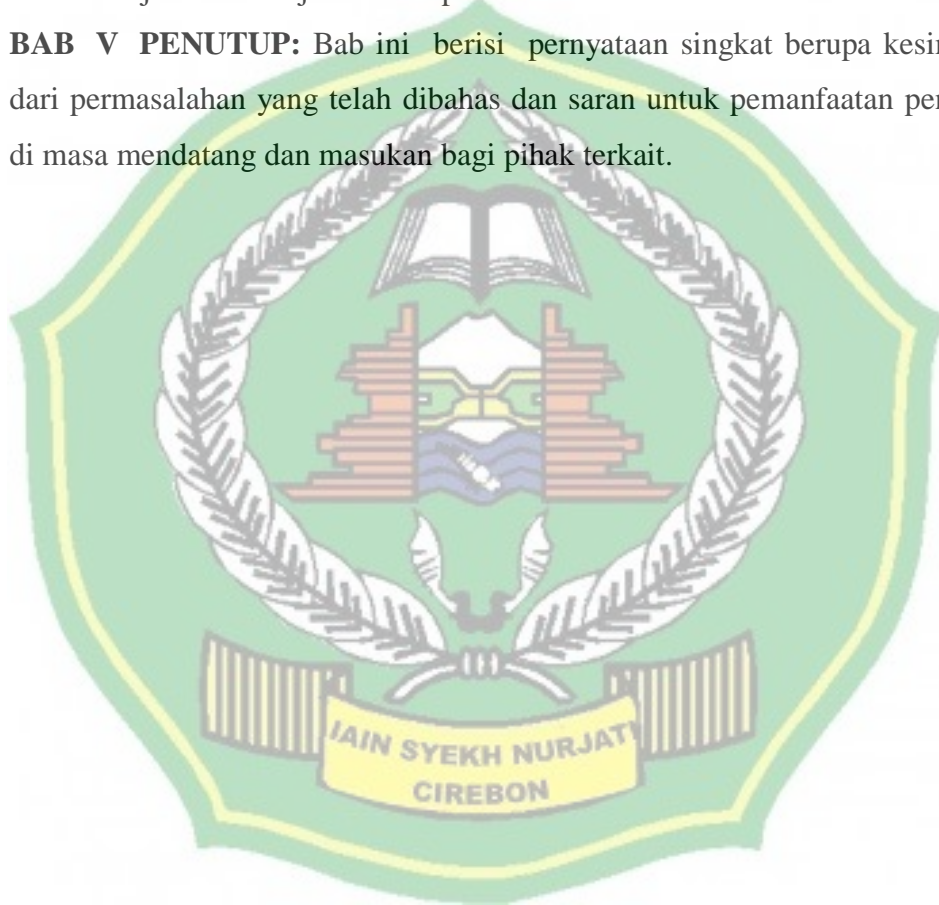 BAB V PENUTUP: Bab ini berisi pernyataan singkat berupa
dari permasalahan yang telah dibahas dan saran untuk pemanfaatan
di masa mendatang dan masukan bagi pihak terkait.
IAIN SYEKH NURJATI
CIREBON